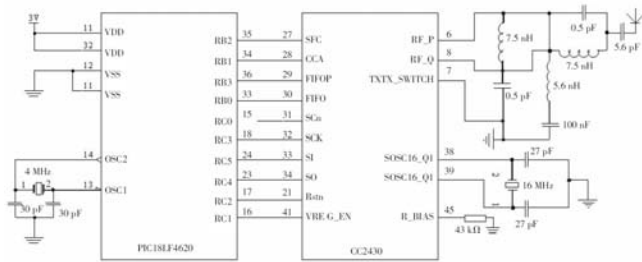 3V
11 VDD
32 VDD
12 VSS
11 VSS
14 OSC2
4 MHz
1 2
13 OSC1
30 pF 30 pF
PIC18LF4620
RB2 35 27 SFC
RB1 34 28 CCA
RB3 36 29 FIFOP
RB0 33 30 FIFO
RC0 15 31 SCn
RC3 18 32 SCK
RC5 24 33 SI
RC4 23 34 SO
RC2 17 21 Rstn
RC1 16 41 VRE G_EN
CC2430
RF_P 6
RF_Q 8
TXTX_SWITCH 7
SOSC16_Q1 38
SOSC16_Q1 39
R_BIAS 45
43 kΩ
7.5 nH
0.5 pF
0.5 pF
5.6 pF
7.5 nH
5.6 nH
100 nF
27 pF
2
16 MHz
1
27 pF